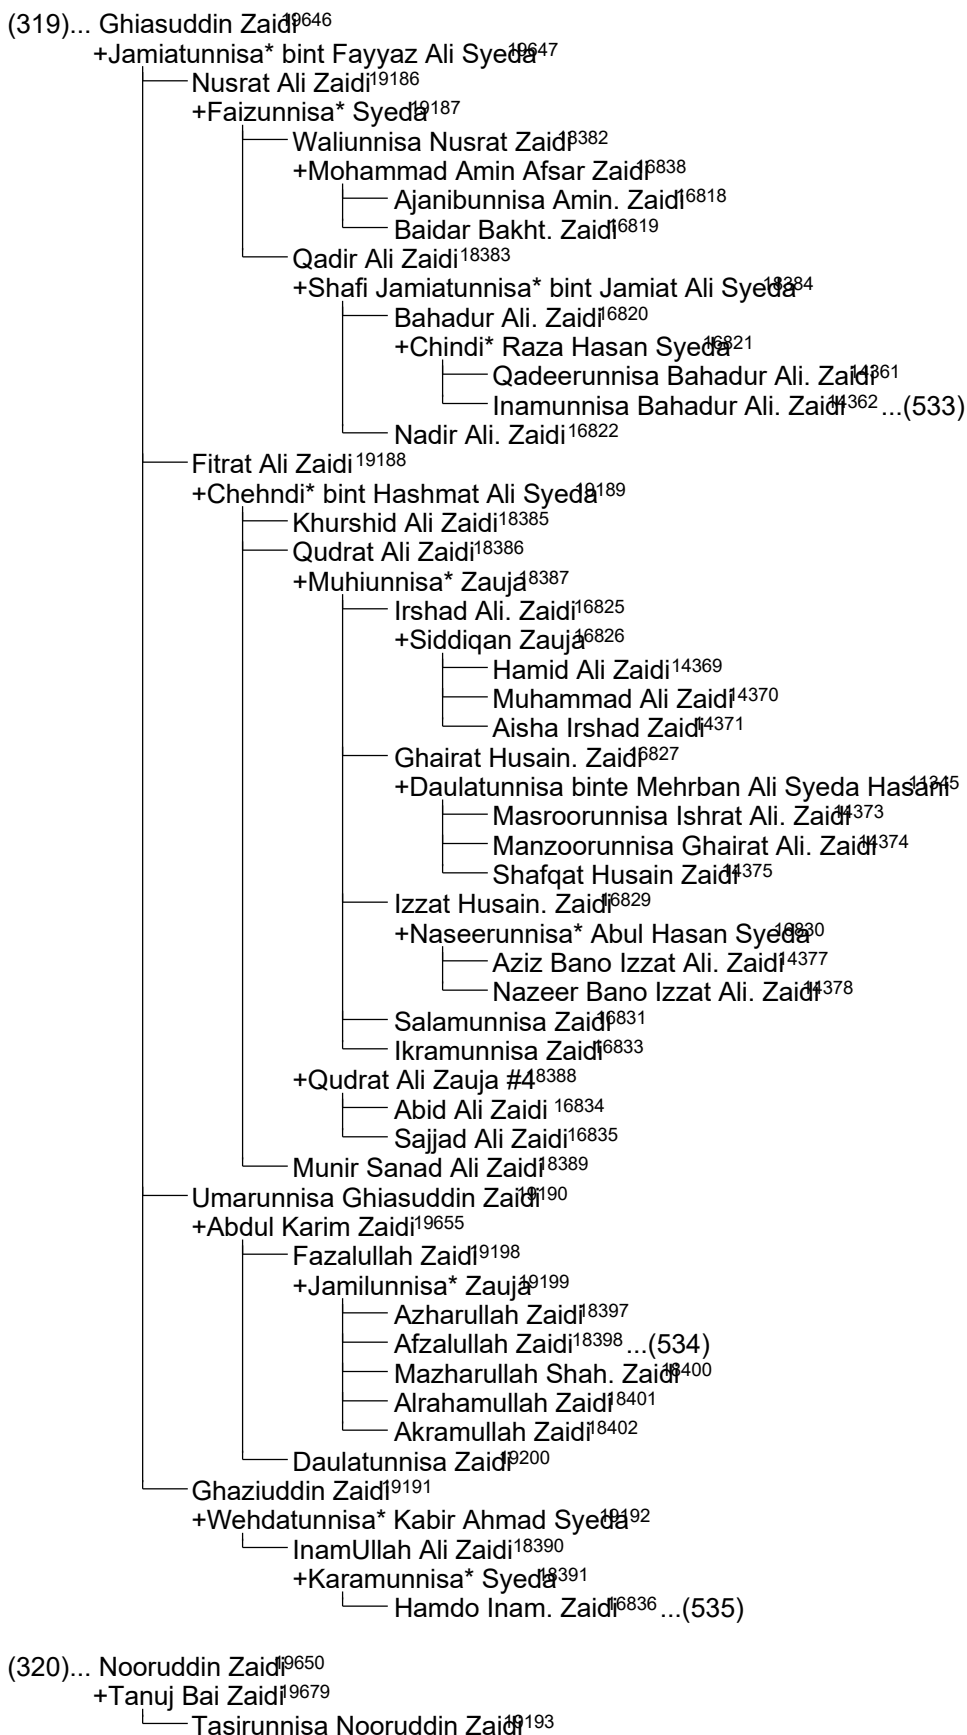 (319)... Ghiasuddin Zaidi19646
+Jamiatunnisa* bint Fayyaz Ali Syeda19647
Nusrat Ali Zaidi19186
+Faizunnisa* Syeda19187
Waliunnisa Nusrat Zaidi18382
+Mohammad Amin Afsar Zaidi16838
Ajanibunnisa Amin. Zaidi16818
Baidar Bakht. Zaidi16819
Qadir Ali Zaidi18383
+Shafi Jamiatunnisa* bint Jamiat Ali Syeda18384
Bahadur Ali. Zaidi16820
+Chindi* Raza Hasan Syeda16821
Qadeerunnisa Bahadur Ali. Zaidi14361
Inamunnisa Bahadur Ali. Zaidi14362 ...(533)
Nadir Ali. Zaidi16822
Fitrat Ali Zaidi19188
+Chehndi* bint Hashmat Ali Syeda19189
Khurshid Ali Zaidi18385
Qudrat Ali Zaidi18386
+Muhiunnisa* Zauja18387
Irshad Ali. Zaidi16825
+Siddiqan Zauja16826
Hamid Ali Zaidi14369
Muhammad Ali Zaidi14370
Aisha Irshad Zaidi14371
Ghairat Husain. Zaidi16827
+Daulatunnisa binte Mehrban Ali Syeda Hasani11345
Masroorunnisa Ishrat Ali. Zaidi14373
Manzoorunnisa Ghairat Ali. Zaidi14374
Shafqat Husain Zaidi14375
Izzat Husain. Zaidi16829
+Naseerunnisa* Abul Hasan Syeda16830
Aziz Bano Izzat Ali. Zaidi14377
Nazeer Bano Izzat Ali. Zaidi14378
Salamunnisa Zaidi16831
Ikramunnisa Zaidi16833
+Qudrat Ali Zauja #418388
Abid Ali Zaidi 16834
Sajjad Ali Zaidi16835
Munir Sanad Ali Zaidi18389
Umarunnisa Ghiasuddin Zaidi19190
+Abdul Karim Zaidi19655
Fazalullah Zaidi19198
+Jamilunnisa* Zauja19199
Azharullah Zaidi18397
Afzalullah Zaidi18398 ...(534)
Mazharullah Shah. Zaidi18400
Alrahamullah Zaidi18401
Akramullah Zaidi18402
Daulatunnisa Zaidi19200
Ghaziuddin Zaidi19191
+Wehdatunnisa* Kabir Ahmad Syeda19192
InamUllah Ali Zaidi18390
+Karamunnisa* Syeda18391
Hamdo Inam. Zaidi16836 ...(535)
(320)... Nooruddin Zaidi19650
+Tanuj Bai Zaidi19679
Tasirunnisa Nooruddin Zaidi19193